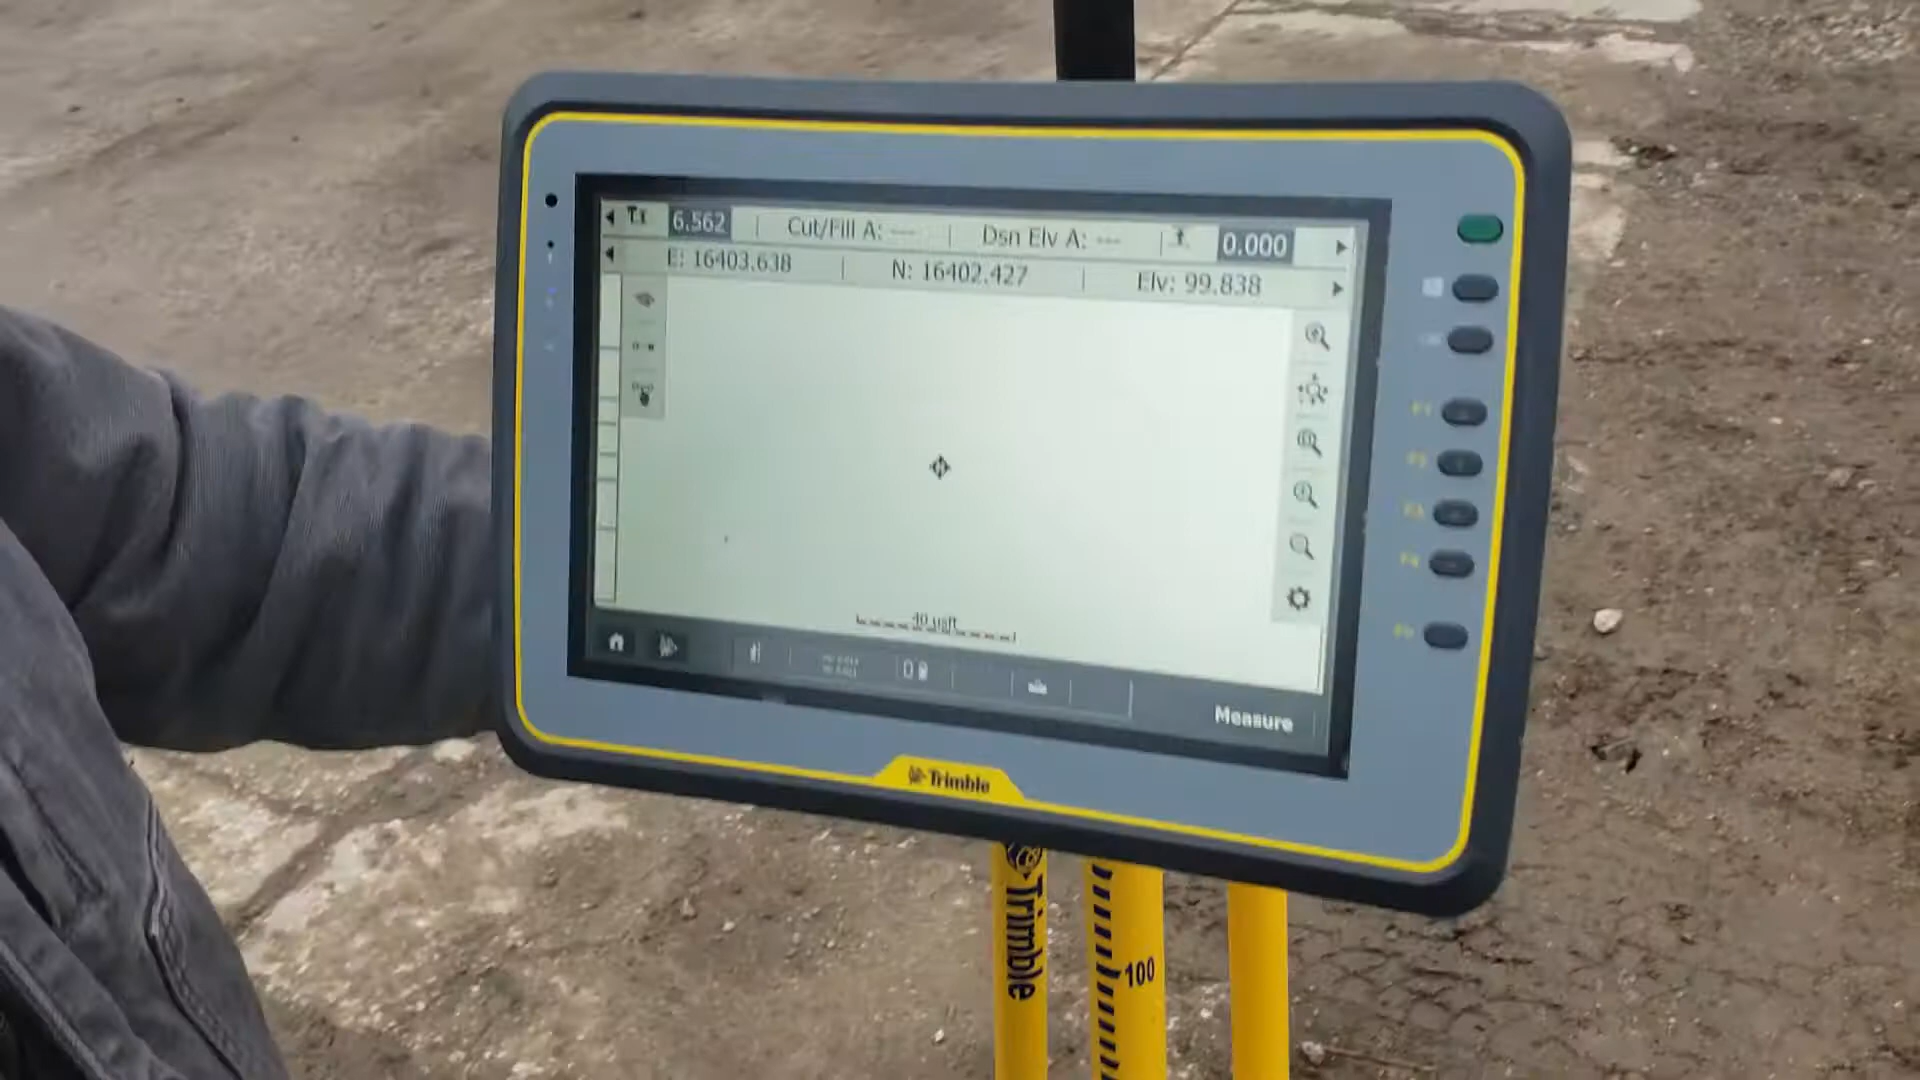 6.562 Cut/Fill A: --- Dsn Elv A: --- 0.000
E: 16403.638 N: 16402.427 Elv: 99.838
40 usft
Measure
Trimble
Trimble
100